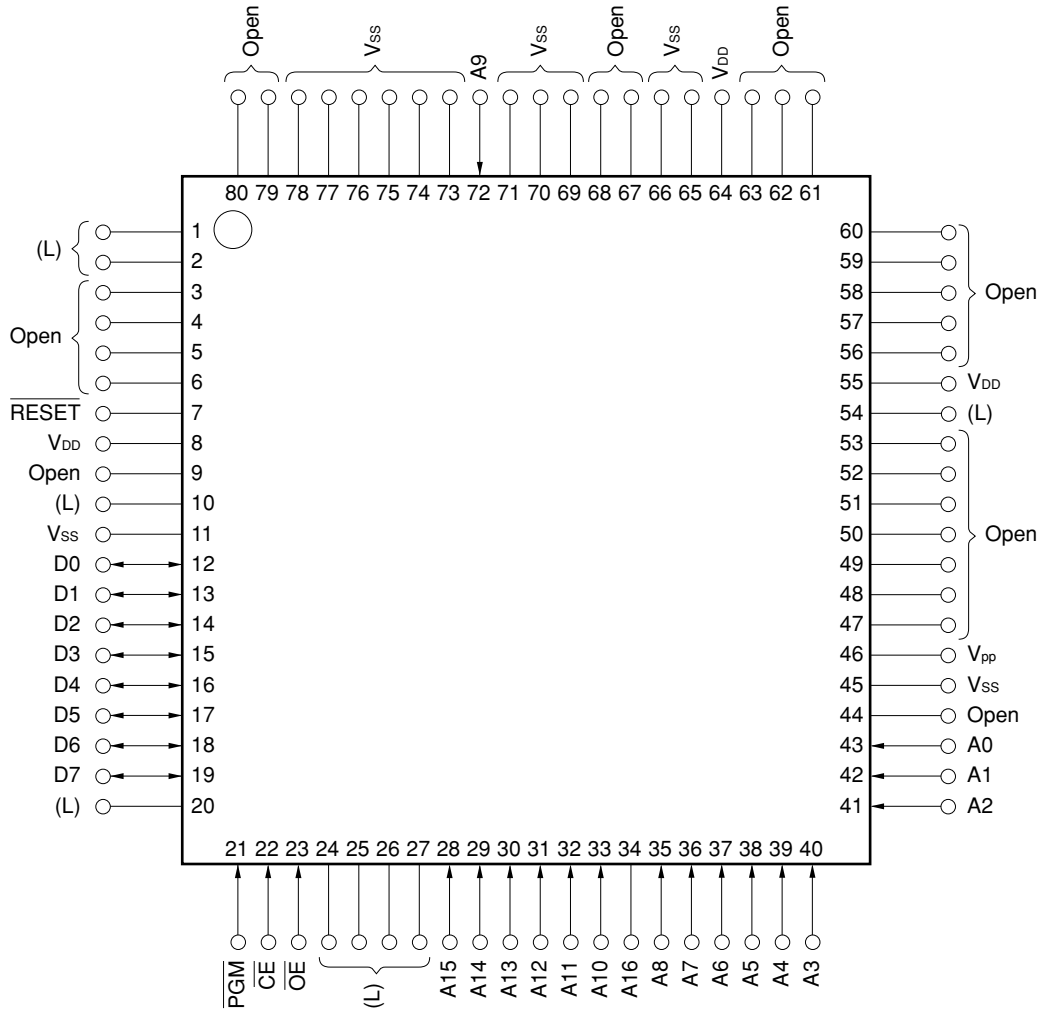 Open
Vss
A9
Vss
Open
Vss
VDD
Open
80 79 78 77 76 75 74 73 72 71 70 69 68 67 66 65 64 63 62 61
(L)
1
2
Open
3
4
5
6
RESET 7
VDD 8
Open 9
(L) 10
Vss 11
D0 12
D1 13
D2 14
D3 15
D4 16
D5 17
D6 18
D7 19
(L) 20
60
59
58
57
56
Open
55 VDD
54 (L)
53
52
51
50
49
48
47
Open
46 Vpp
45 Vss
44 Open
43 A0
42 A1
41 A2
21 22 23 24 25 26 27 28 29 30 31 32 33 34 35 36 37 38 39 40
PGM
CE
OE
(L)
A15
A14
A13
A12
A11
A10
A16
A8
A7
A6
A5
A4
A3